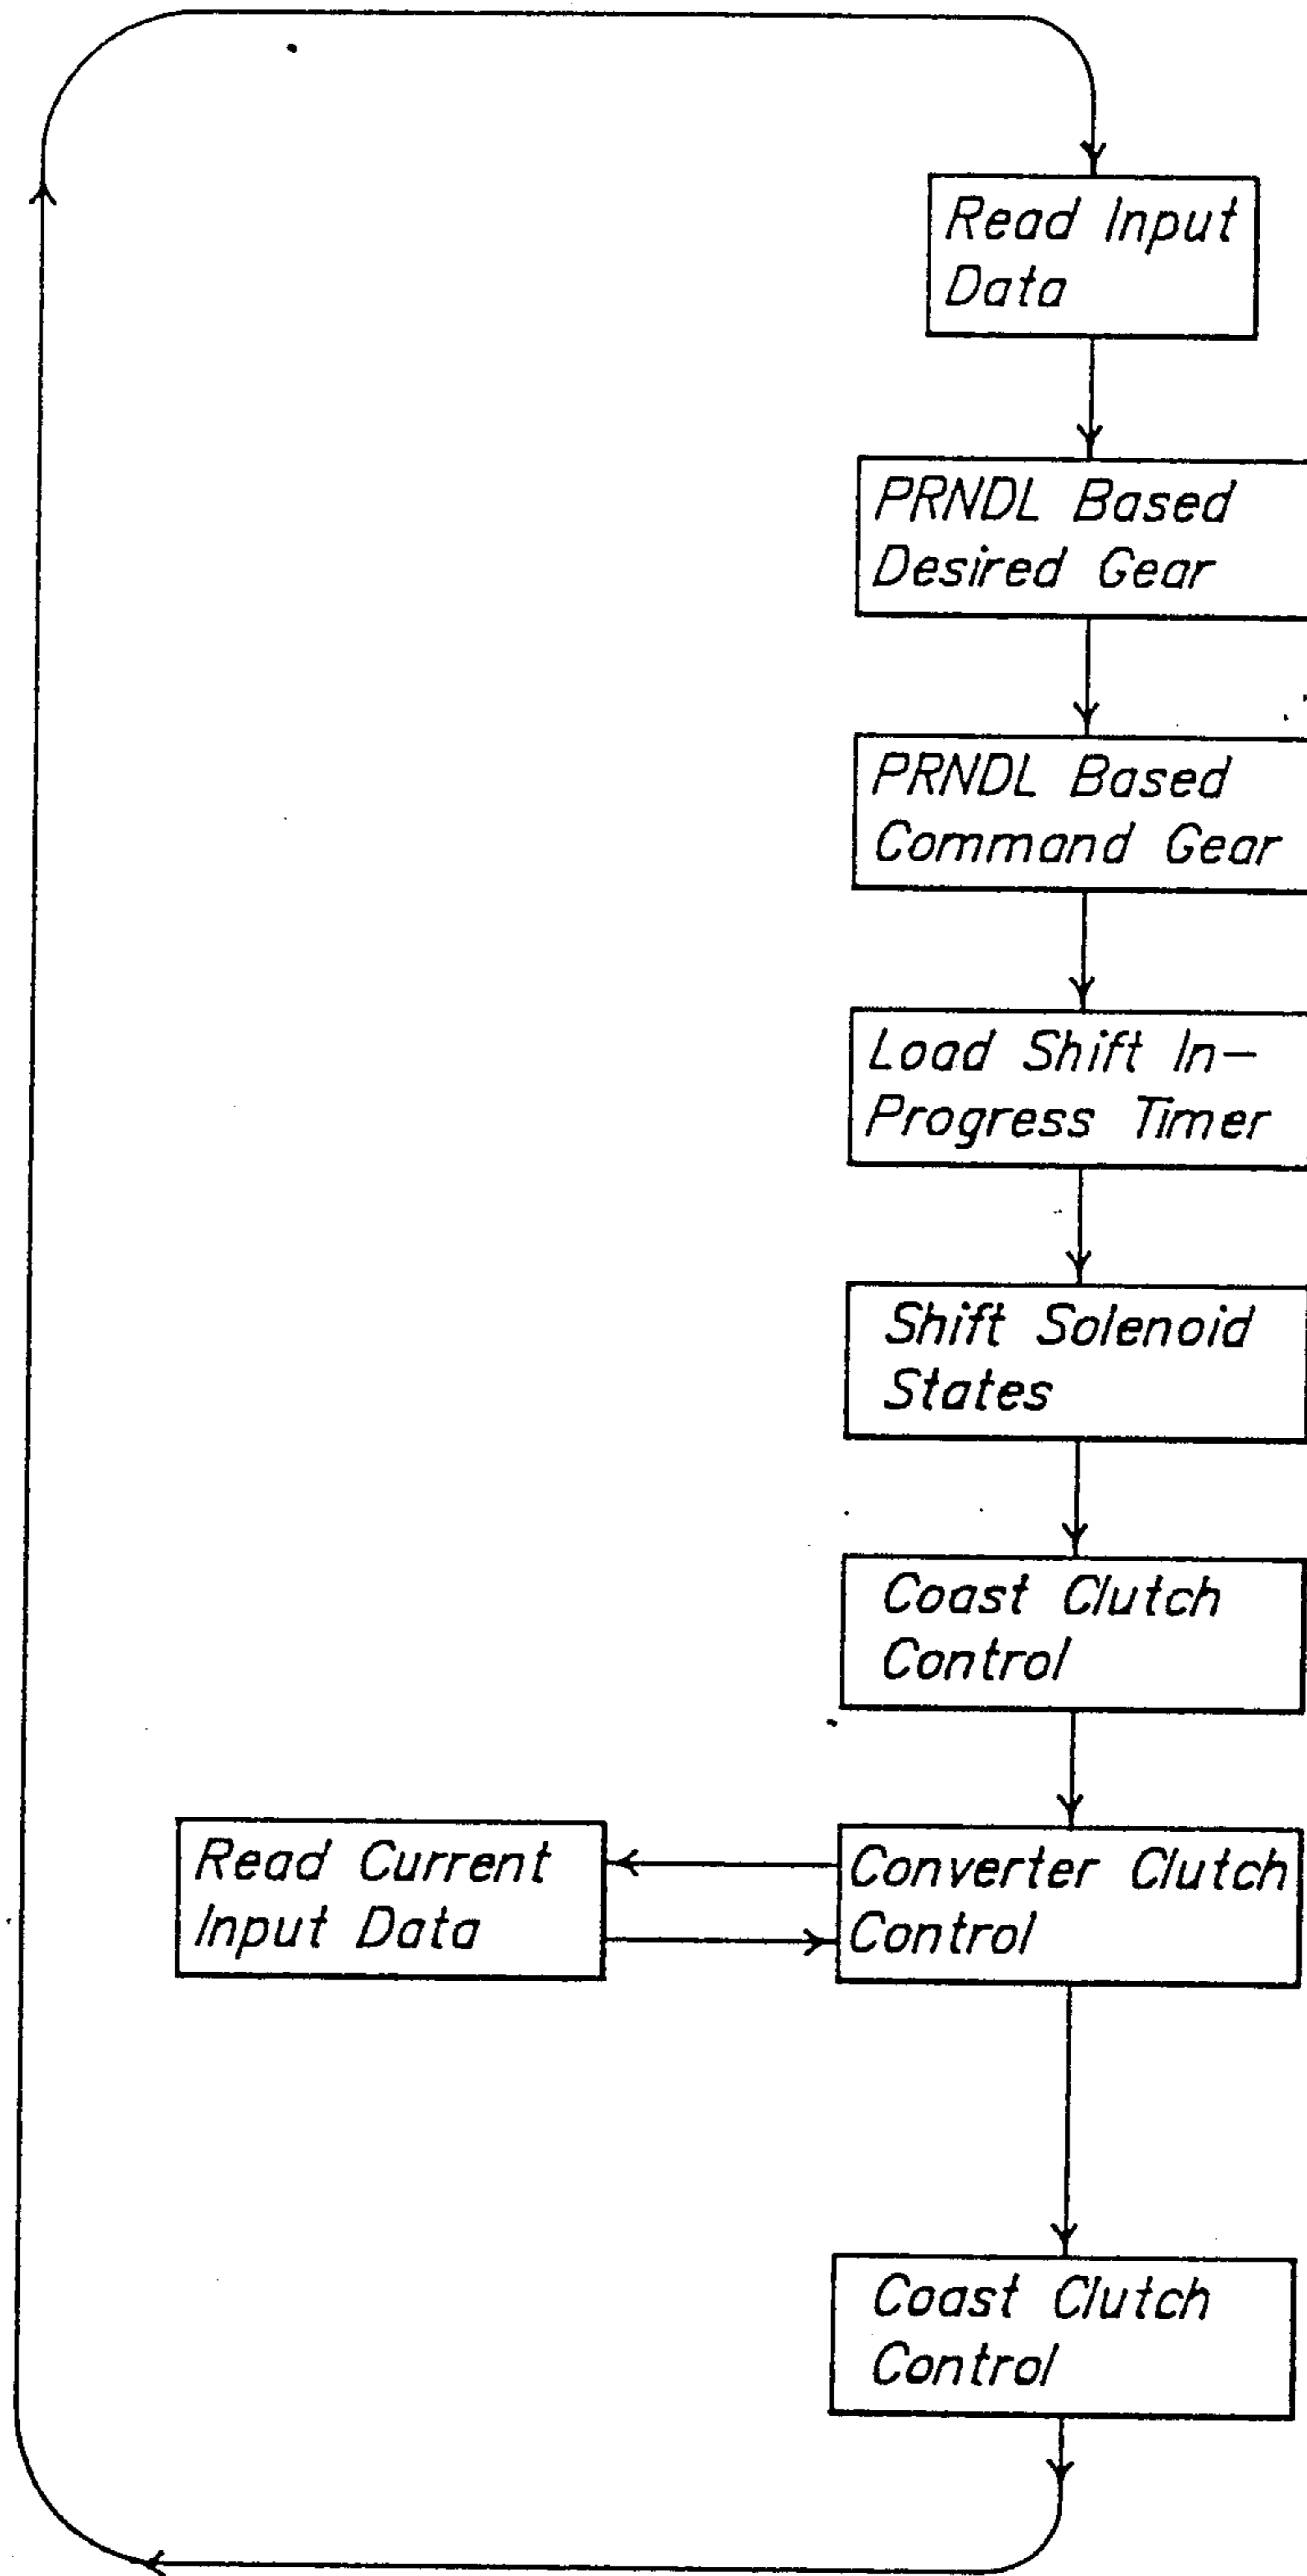 Read Input
Data
PRNDL Based
Desired Gear
PRNDL Based
Command Gear
Load Shift In-
Progress Timer
Shift Solenoid
States
Coast Clutch
Control
Read Current
Input Data
Converter Clutch
Control
Coast Clutch
Control